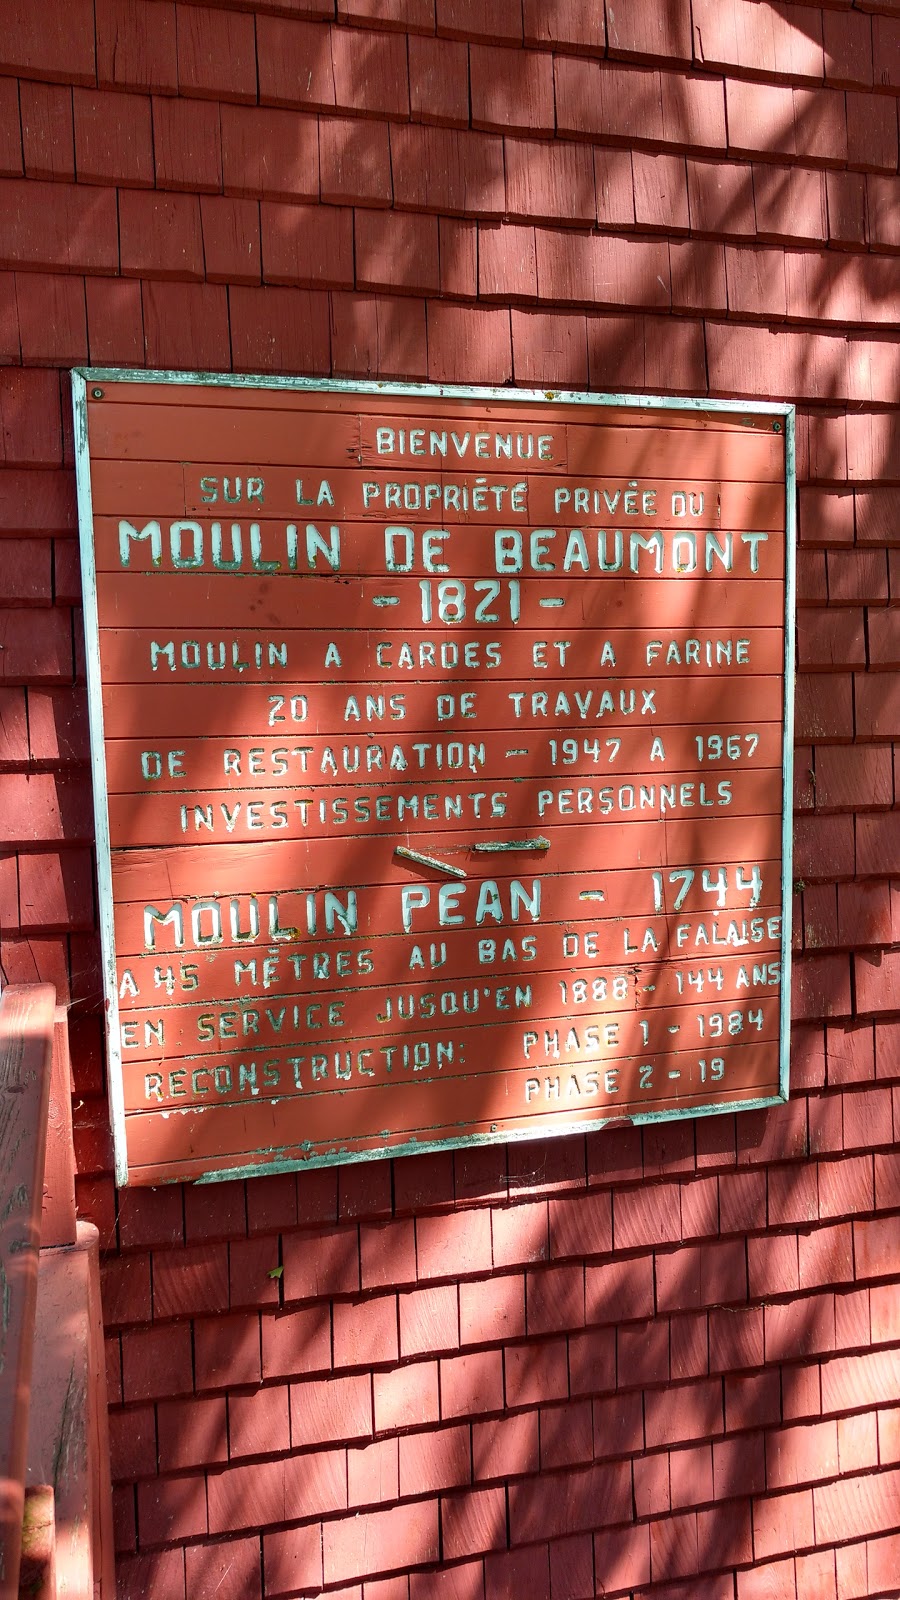 BIENVENUE
SUR LA PROPRIÉTÉ PRIVÉE DU
MOULIN DE BEAUMONT
- 1821 -
MOULIN A CARDES ET A FARINE
20 ANS DE TRAVAUX
DE RESTAURATION - 1947 A 1967
INVESTISSEMENTS PERSONNELS
MOULIN PEAN - 1744
A 45 MÈTRES AU BAS DE LA FALAISE
EN SERVICE JUSQU'EN 1888 - 144 ANS
RECONSTRUCTION: PHASE 1 - 1984
PHASE 2 - 19